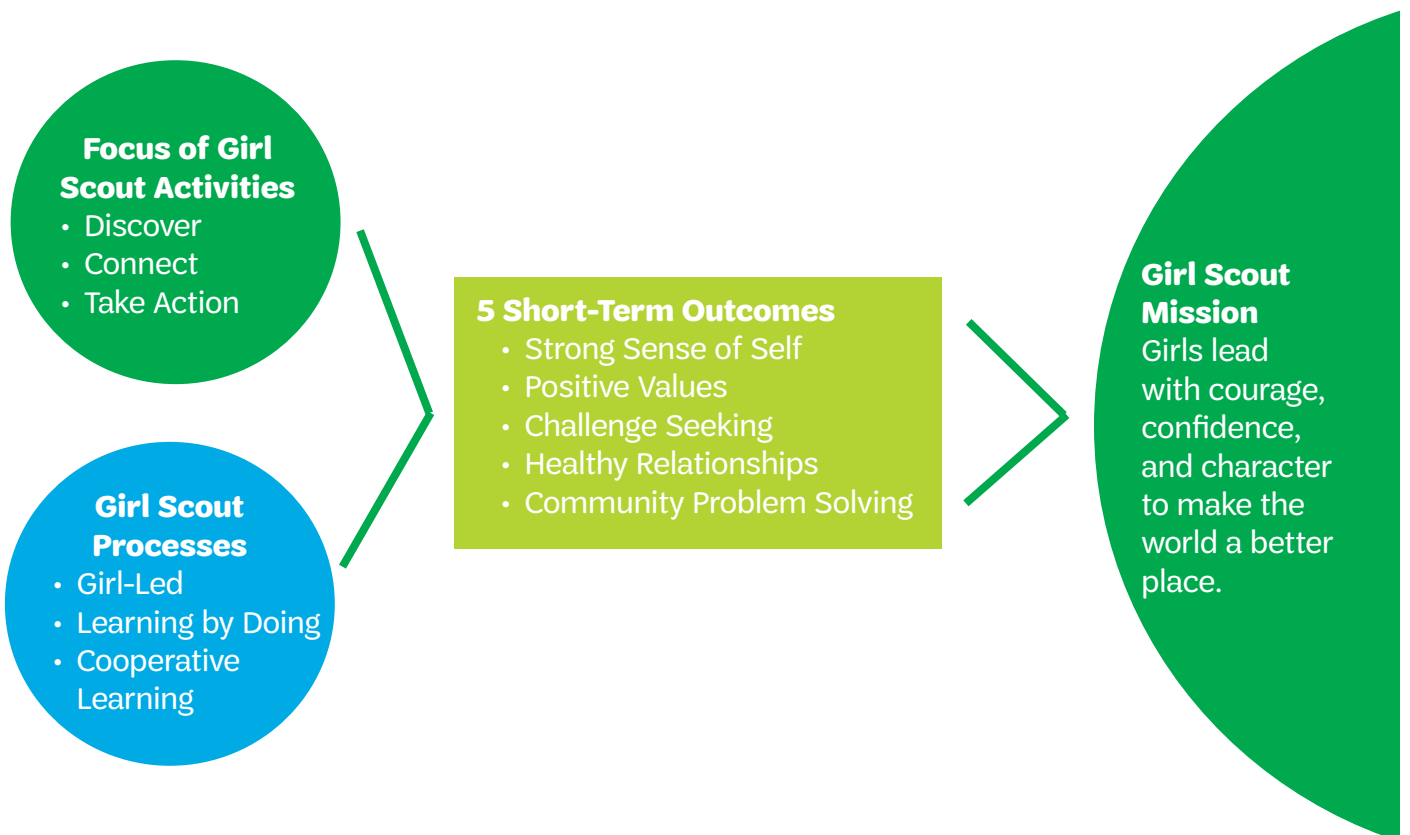 Focus of Girl
Scout Activities
• Discover
• Connect
• Take Action
Girl Scout
Processes
• Girl-Led
• Learning by Doing
• Cooperative
Learning
5 Short-Term Outcomes
• Strong Sense of Self
• Positive Values
• Challenge Seeking
• Healthy Relationships
• Community Problem Solving
Girl Scout
Mission
Girls lead
with courage,
confidence,
and character
to make the
world a better
place.